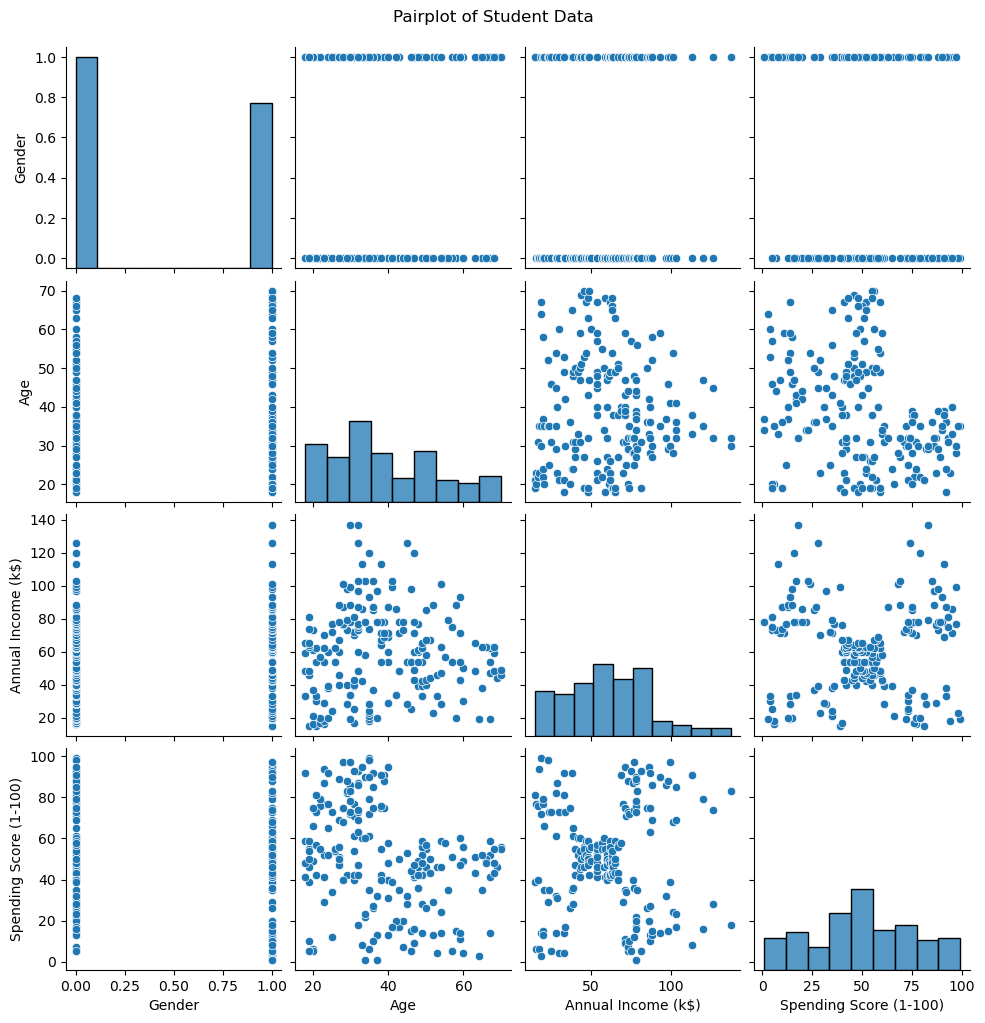 Pairplot of Student Data
1.0
0.8
0.6
0.4
0.2
0.0
Gender
70
60
50
40
30
20
Age
140
120
100
80
60
40
20
Annual Income (k$)
100
80
60
40
20
0
Spending Score (1-100)
0.00 0.25 0.50 0.75 1.00
Gender
20 40 60
Age
50 100
Annual Income (k$)
0 25 50 75 100
Spending Score (1-100)